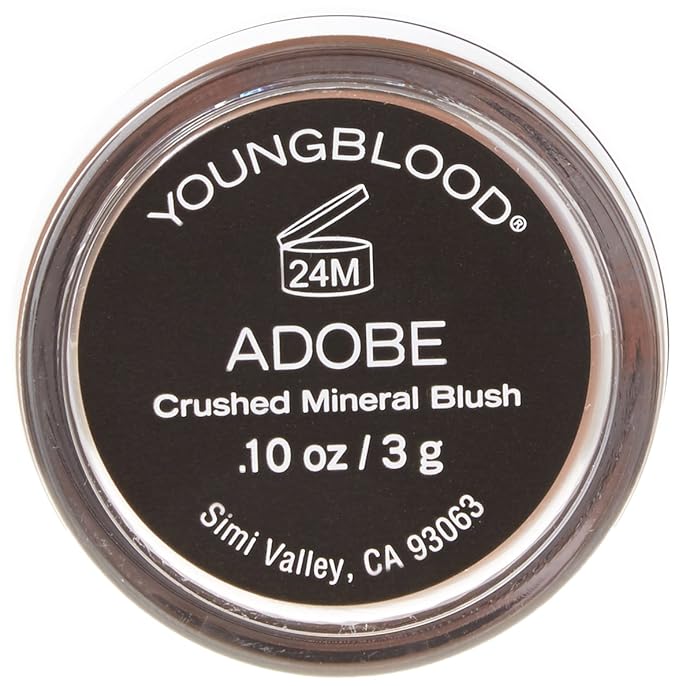 YOUNGBLOOD®
24M
ADOBE
Crushed Mineral Blush
.10 oz / 3 g
Simi Valley, CA 93063